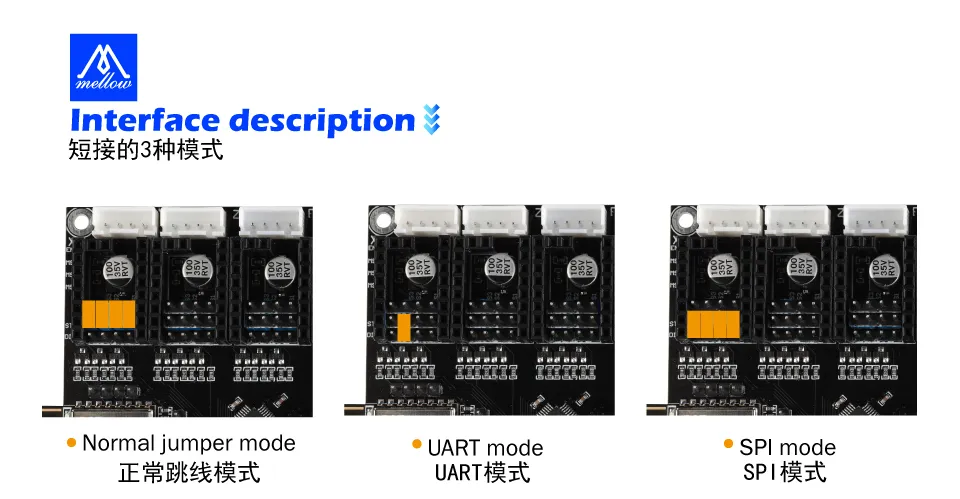 mellow
Interface description
短接的3种模式
100
35V
RVT
100
35V
RVT
100
35V
RVT
100
35V
RVT
100
35V
RVT
100
35V
RVT
100
35V
RVT
100
35V
RVT
100
35V
RVT
Normal jumper mode
正常跳线模式
UART mode
UART模式
SPI mode
SPI模式